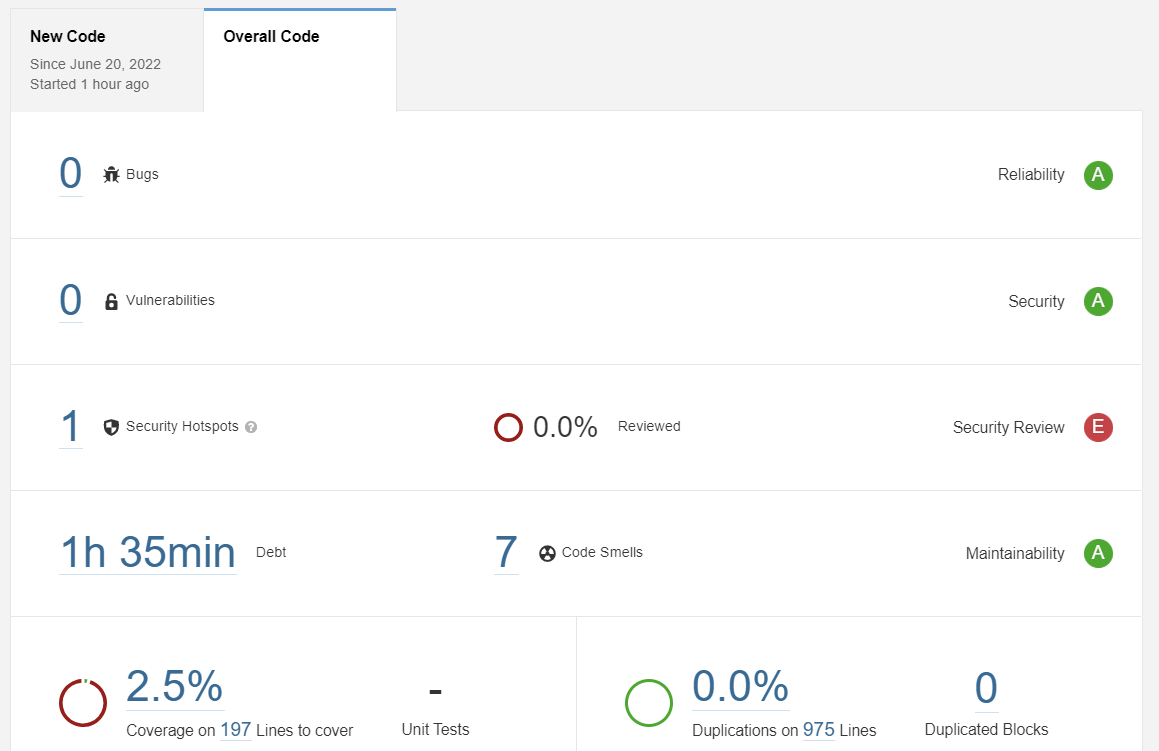 New Code
Since June 20, 2022
Started 1 hour ago
Overall Code
0 Bugs Reliability A
0 Vulnerabilities Security A
1 Security Hotspots ? 0.0% Reviewed Security Review E
1h 35min Debt 7 Code Smells Maintainability A
2.5%
Coverage on 197 Lines to cover
-
Unit Tests
0.0%
Duplications on 975 Lines
0
Duplicated Blocks